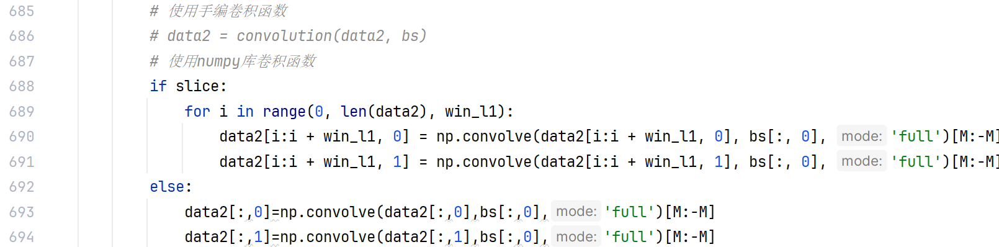 685 # 使用手编卷积函数
686 # data2 = convolution(data2, bs)
687 # 使用numpy库卷积函数
688 if slice:
689 for i in range(0, len(data2), win_l1):
690 data2[i:i + win_l1, 0] = np.convolve(data2[i:i + win_l1, 0], bs[:, 0], mode: 'full')[M:-M]
691 data2[i:i + win_l1, 1] = np.convolve(data2[i:i + win_l1, 1], bs[:, 0], mode: 'full')[M:-M]
692 else:
693 data2[:,0]=np.convolve(data2[:,0],bs[:,0], mode: 'full')[M:-M]
694 data2[:,1]=np.convolve(data2[:,1],bs[:,0], mode: 'full')[M:-M]